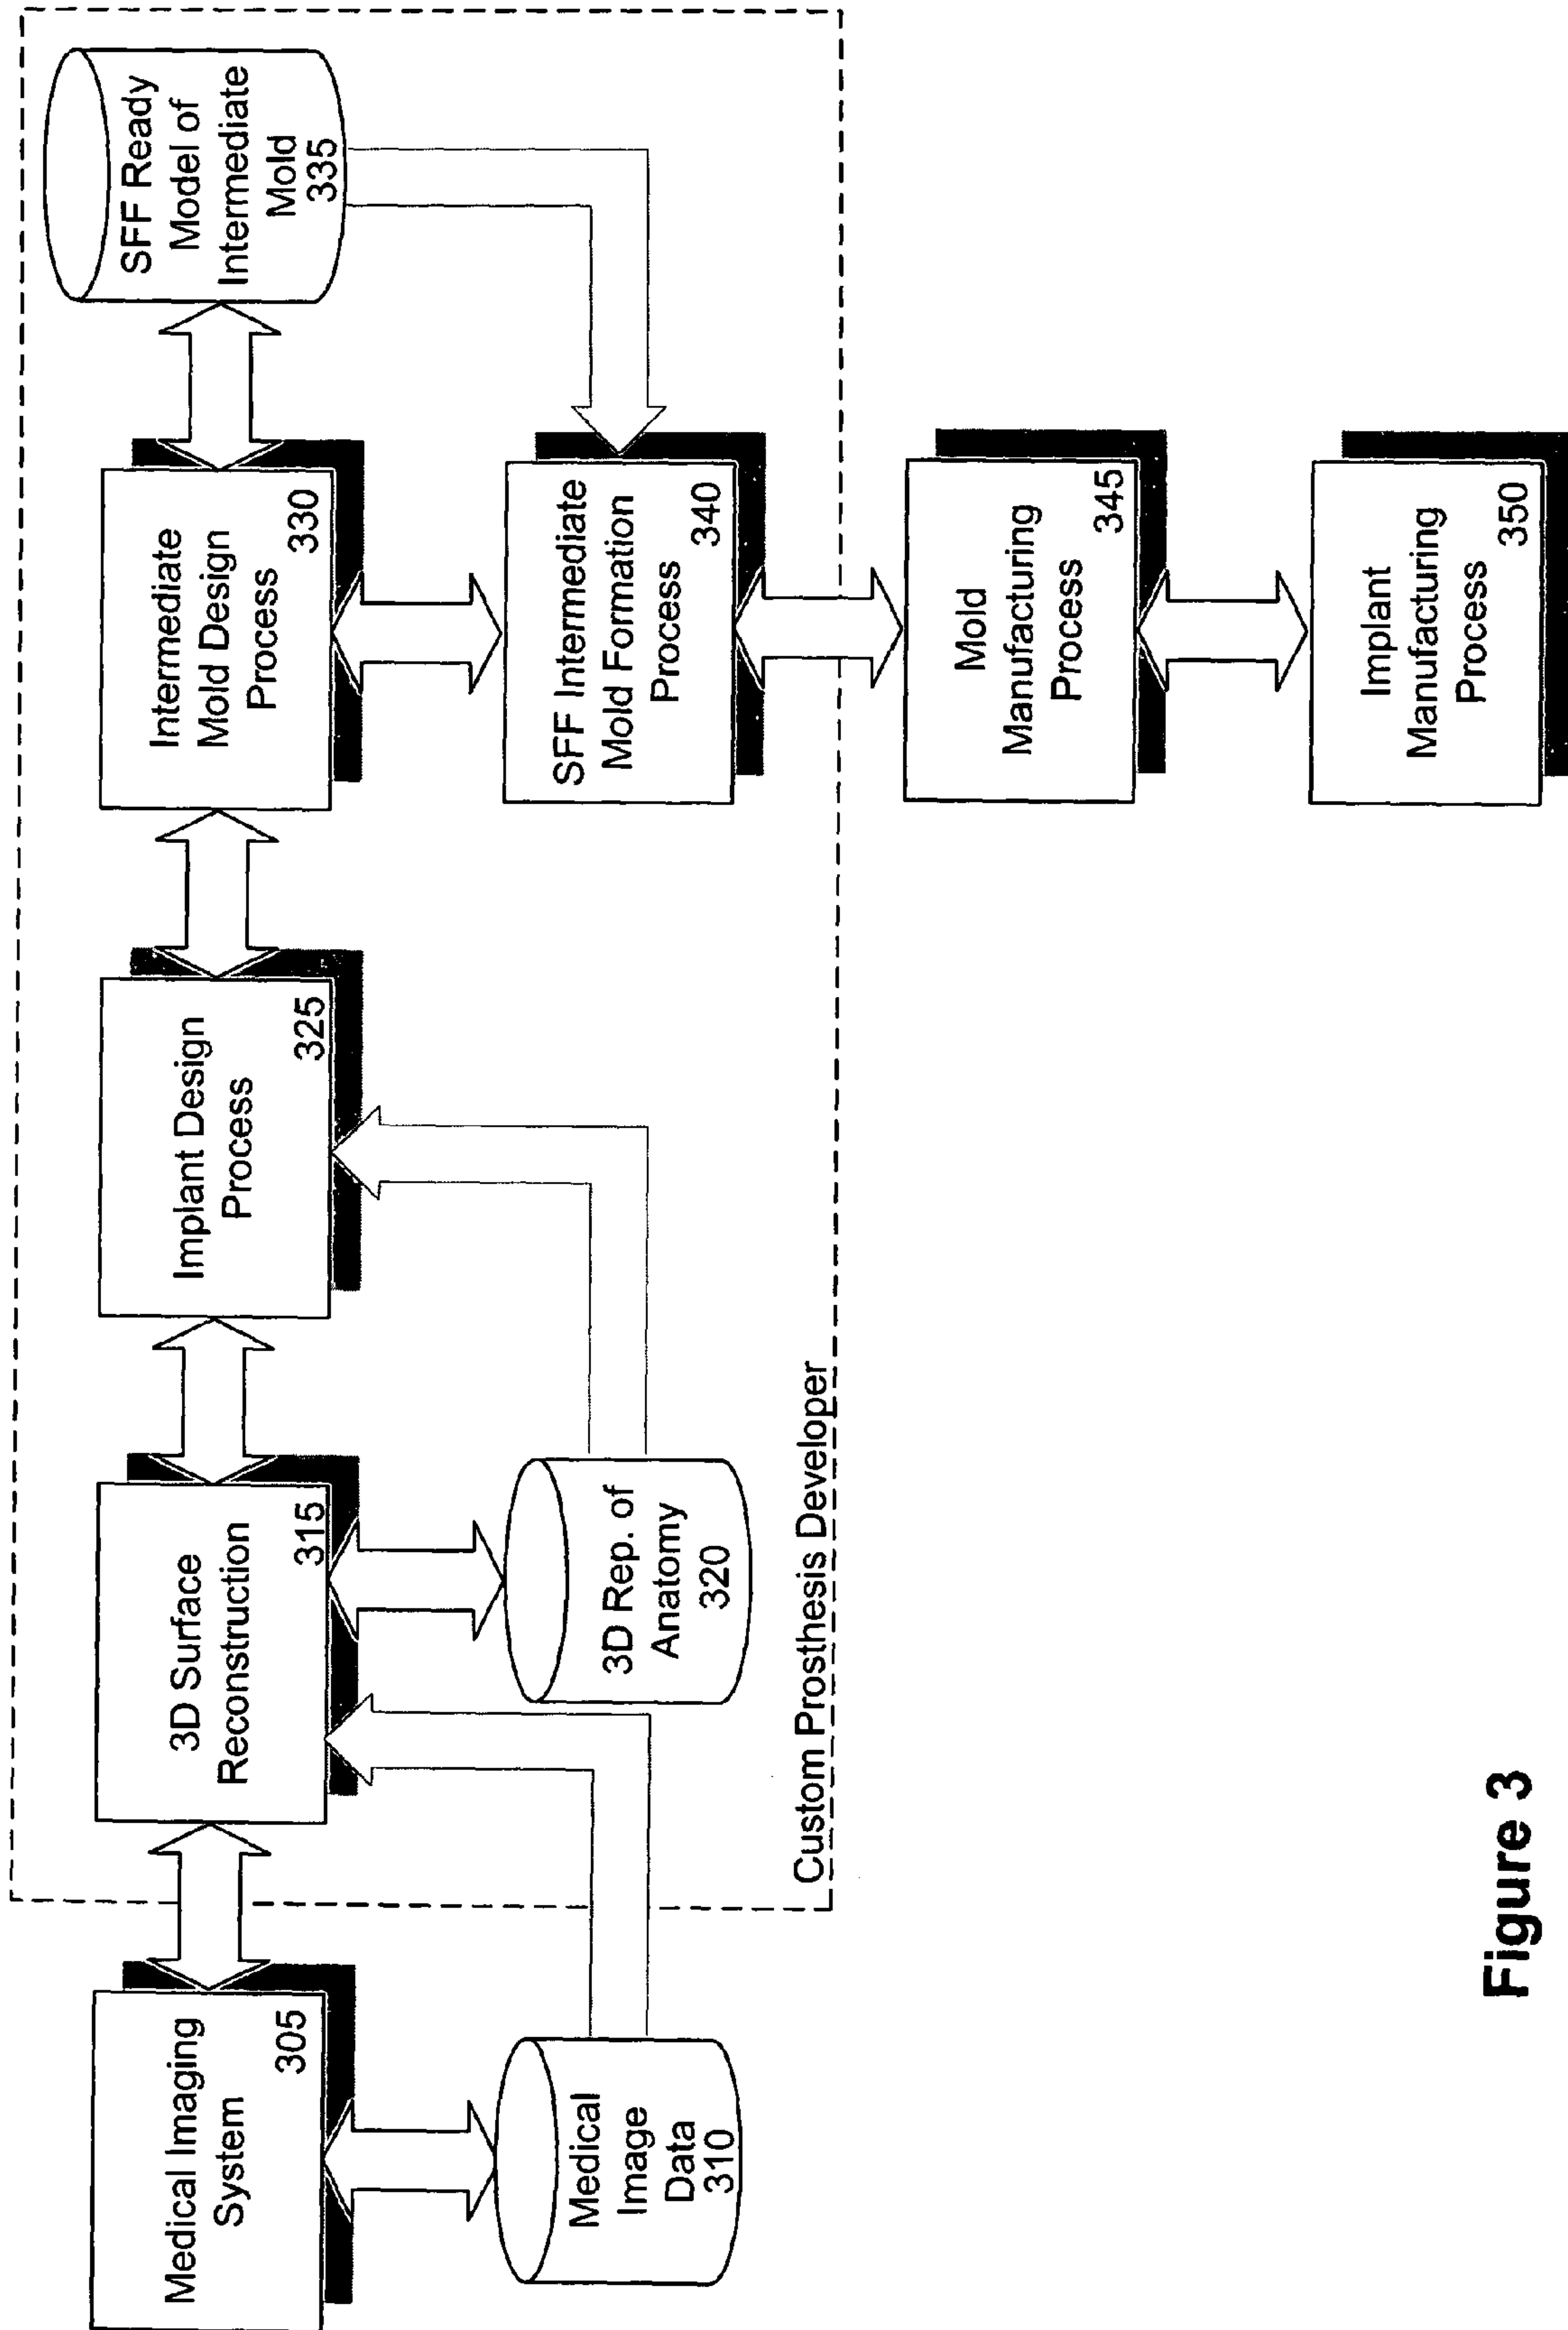 Medical Imaging
System
305
Medical
Image
Data
310
3D Surface
Reconstruction
315
3D Rep. of
Anatomy
320
Implant Design
Process
325
Intermediate
Mold Design
Process
330
SFF Ready
Model of
Intermediate
Mold
335
SFF Intermediate
Mold Formation
Process
340
Custom Prosthesis Developer
Mold
Manufacturing
Process
345
Implant
Manufacturing
Process
350
Figure 3